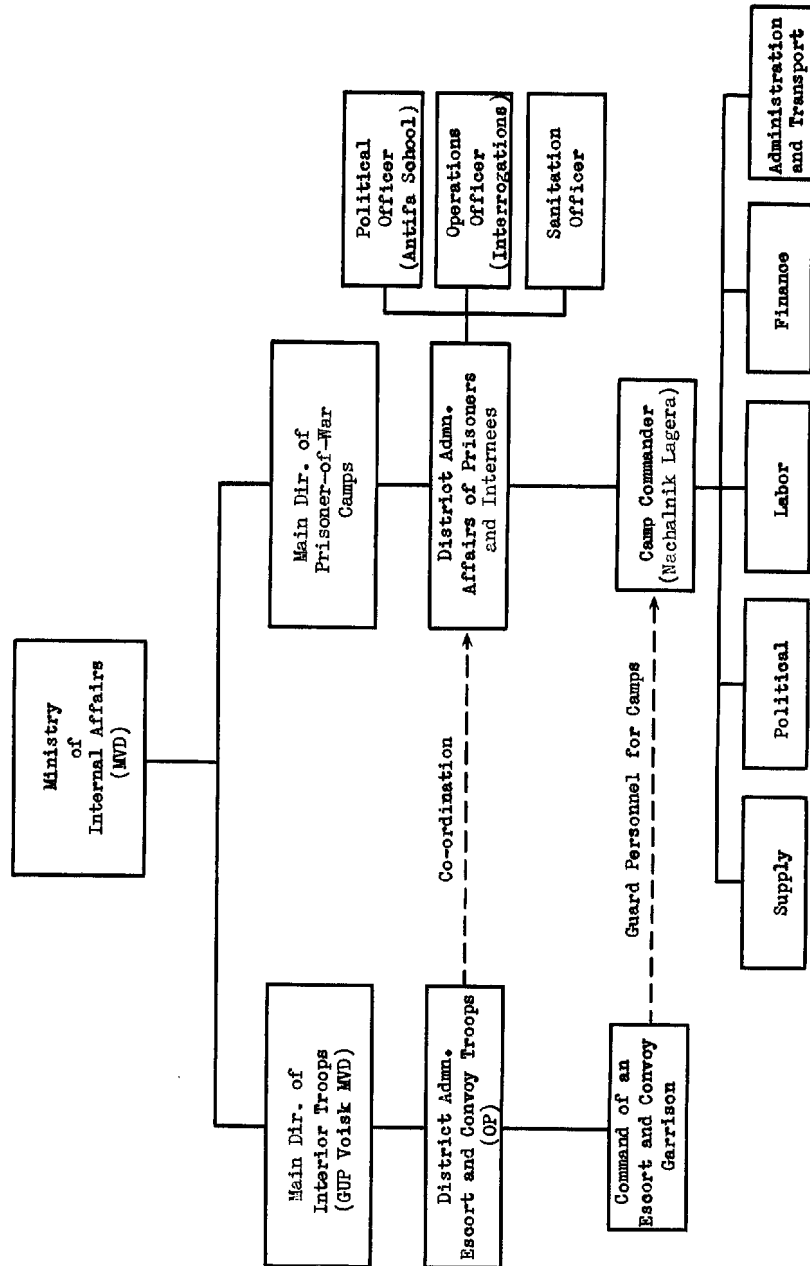 Ministry
of
Internal Affairs
(MVD)
Main Dir. of
Interior Troops
(GUP Voisk MVD)
Main Dir. of
Prisoner-of-War
Camps
District Admn.
Escort and Convoy Troops
(OP)
Co-ordination
District Admn.
Affairs of Prisoners
and Internees
Political
Officer
(Antifa School)
Operations
Officer
(Interrogations)
Sanitation
Officer
Command of an
Escort and Convoy
Garrison
Guard Personnel for Camps
Camp Commander
(Nachalnik Lagera)
Supply
Political
Labor
Finance
Administration
and Transport